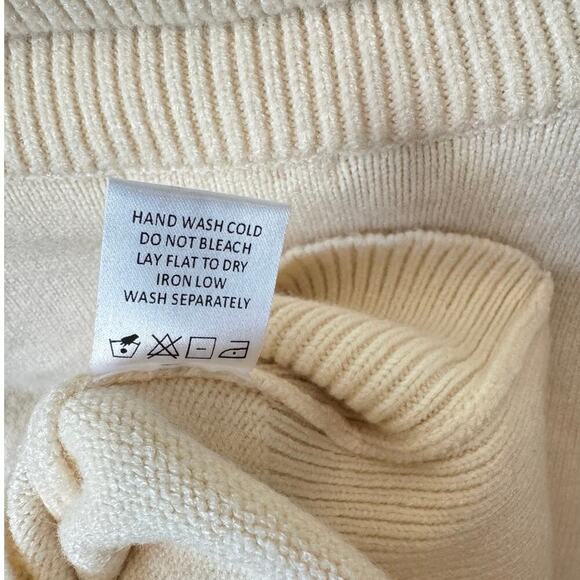 HAND WASH COLD
DO NOT BLEACH
LAY FLAT TO DRY
IRON LOW
WASH SEPARATELY